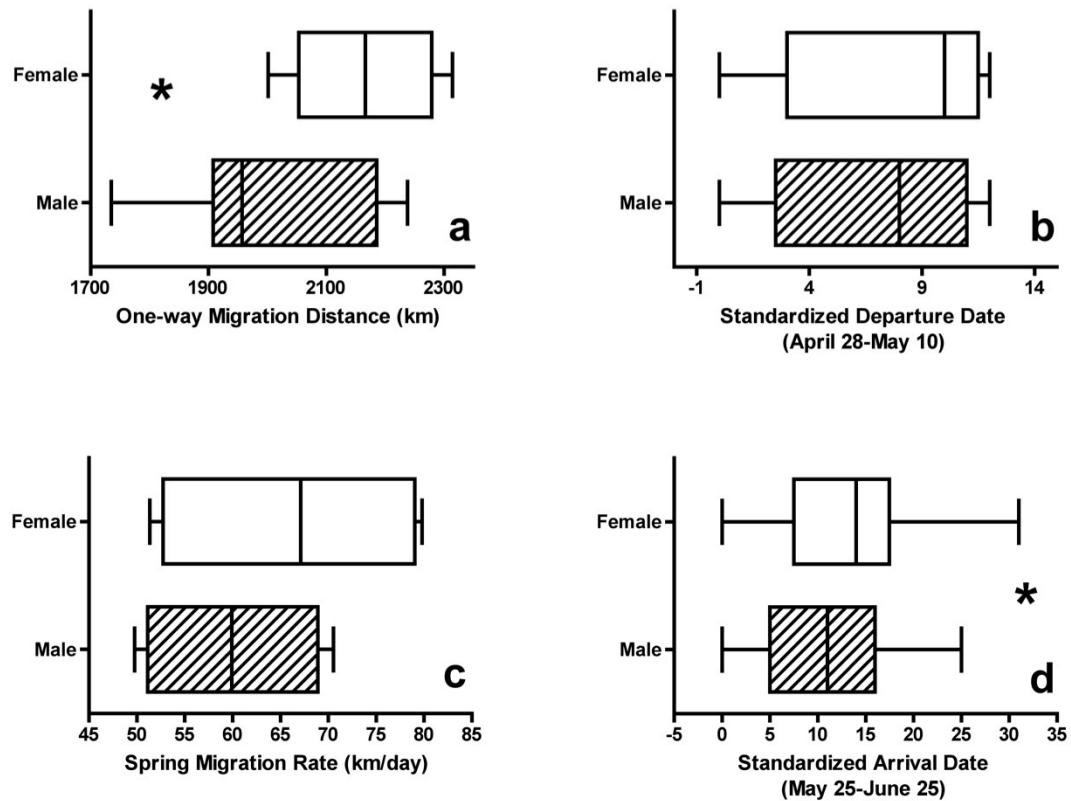 Female
*
Male
a
1700 1900 2100 2300
One-way Migration Distance (km)
Female
Male
b
-1 4 9 14
Standardized Departure Date
(April 28-May 10)
Female
Male
c
45 50 55 60 65 70 75 80 85
Spring Migration Rate (km/day)
Female
*
Male
d
-5 0 5 10 15 20 25 30 35
Standardized Arrival Date
(May 25-June 25)